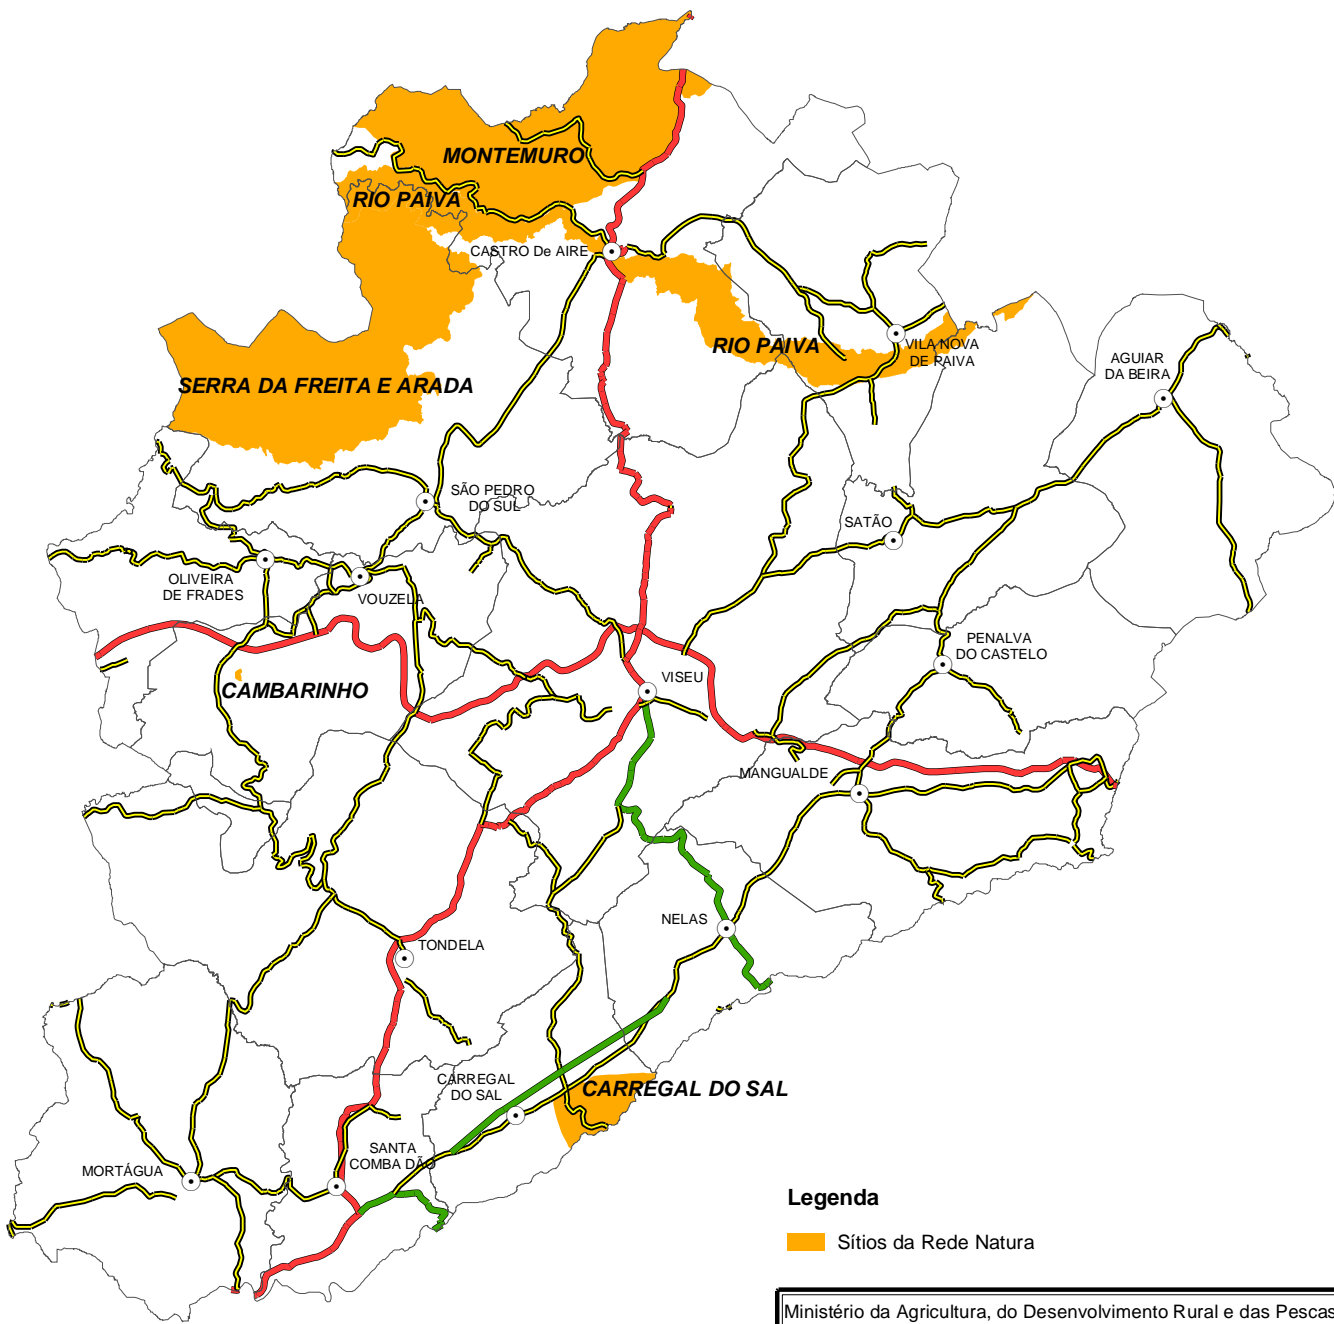 MONTEMURO
RIO PAIVA
CASTRO De AIRE
RIO PAIVA
VILA NOVA
DE PAIVA
AGUIAR
DA BEIRA
SERRA DA FREITA E ARADA
SÃO PEDRO
DO SUL
SATÃO
OLIVEIRA
DE FRADES
VOUZELA
PENALVA
DO CASTELO
VISEU
CAMBARINHO
MANGUALDE
NELAS
TONDELA
CARREGAL
DO SAL
CARREGAL DO SAL
SANTA
COMBA DÃO
MORTÁGUA
Legenda
Sítios da Rede Natura
Ministério da Agricultura, do Desenvolvimento Rural e das Pescas